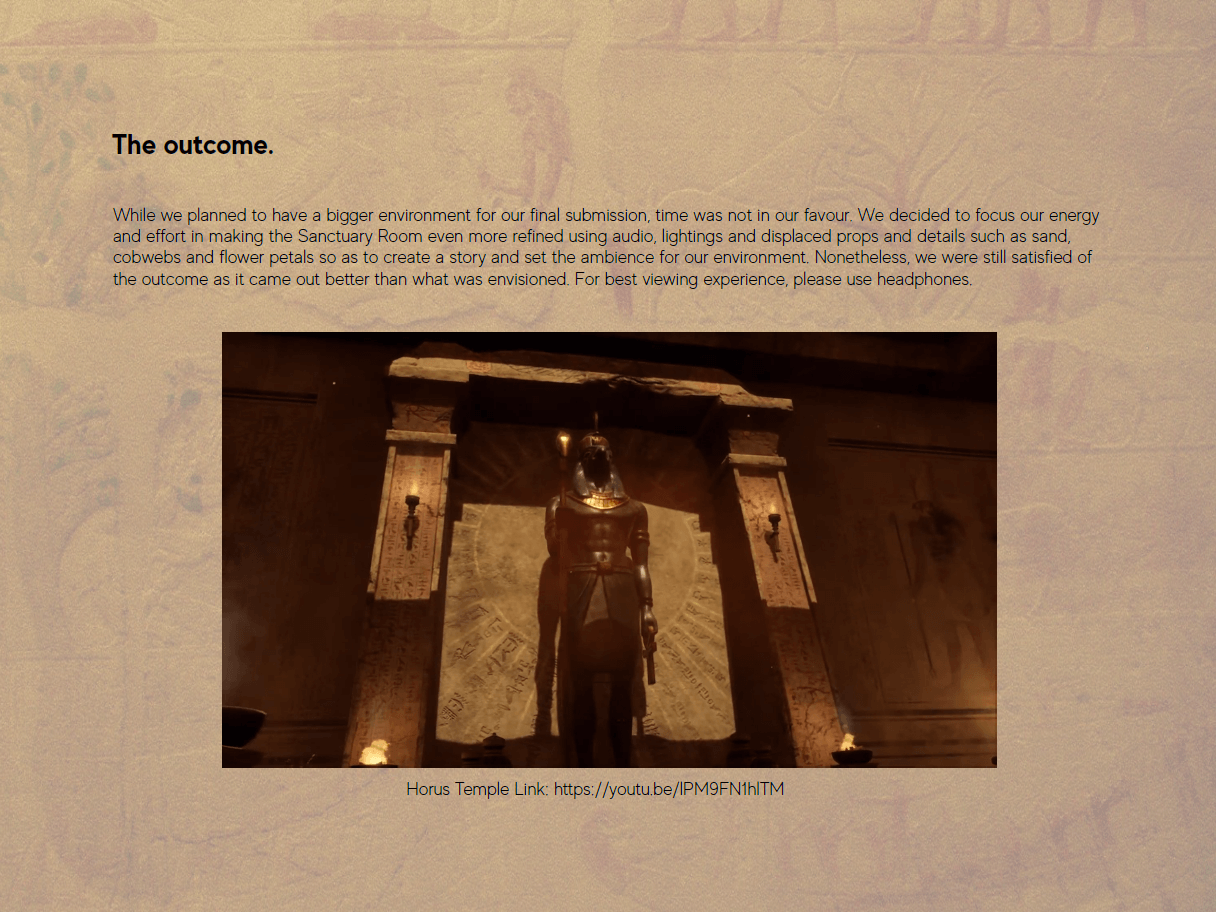 The outcome.
While we planned to have a bigger environment for our final submission, time was not in our favour. We decided to focus our energy
and effort in making the Sanctuary Room even more refined using audio, lightings and displaced props and details such as sand,
cobwebs and flower petals so as to create a story and set the ambience for our environment. Nonetheless, we were still satisfied of
the outcome as it came out better than what was envisioned. For best viewing experience, please use headphones.
Horus Temple Link: https://youtu.be/lPM9FN1hlTM